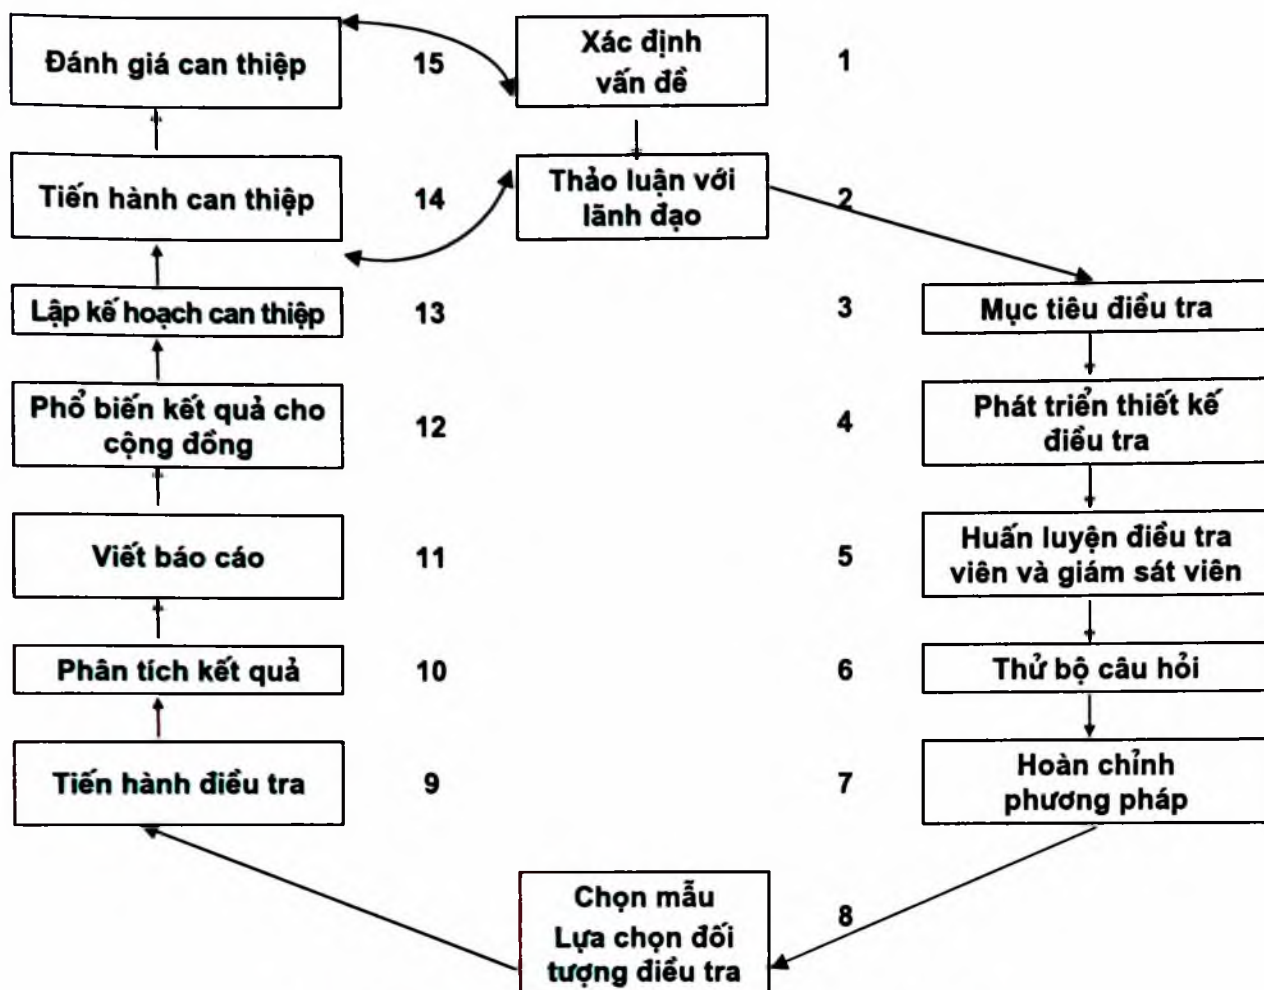 Đánh giá can thiệp
15
Xác định
vấn đề
1
Tiến hành can thiệp
14
Thảo luận với
lãnh đạo
2
Lập kế hoạch can thiệp
13
3
Mục tiêu điều tra
Phổ biến kết quả cho
cộng đồng
12
4
Phát triển thiết kế
điều tra
Viết báo cáo
11
5
Huấn luyện điều tra
viên và giám sát viên
Phân tích kết quả
10
6
Thử bộ câu hỏi
Tiến hành điều tra
9
7
Hoàn chỉnh
phương pháp
Chọn mẫu
Lựa chọn đối
tượng điều tra
8